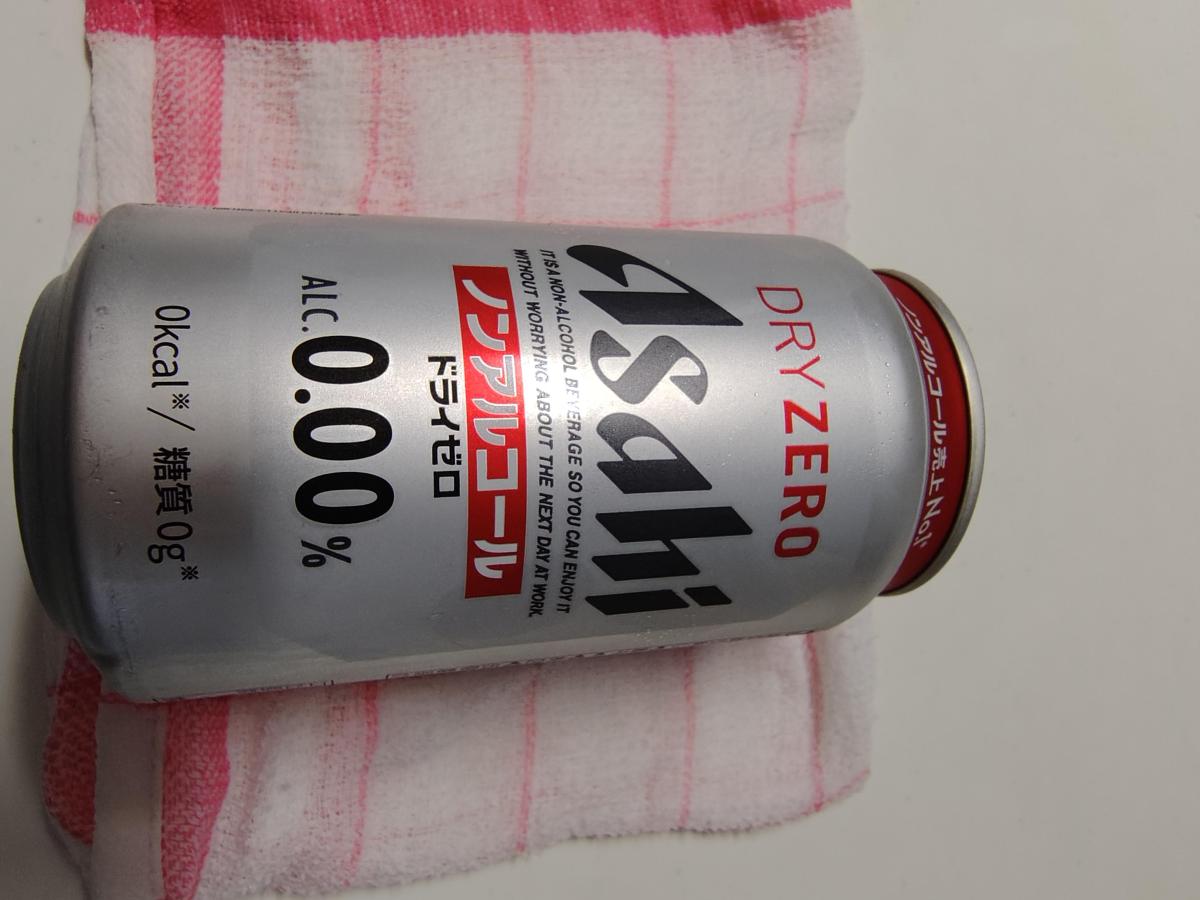 ノンアルコール売上No.1※
DRY ZERO
Asahi
IT IS A NON-ALCOHOL BEVERAGE SO YOU CAN ENJOY IT
WITHOUT WORRYING ABOUT THE NEXT DAY AT WORK.
ノンアルコール
ドライゼロ
ALC.0.00%
0kcal※/糖質0g※